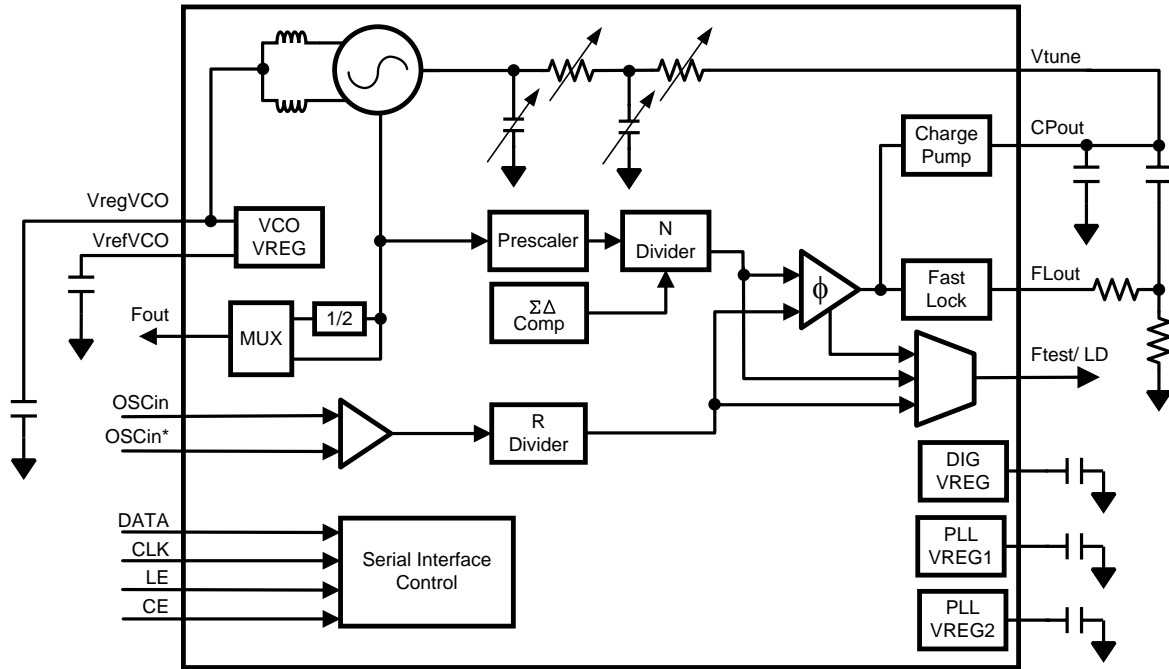 Vtune
Charge
Pump
CPout
VregVCO
VCO
VREG
VrefVCO
Prescaler
N
Divider
ΣΔ
Comp
ϕ
Fast
Lock
FLout
Fout
MUX
1/2
Ftest/ LD
OSCin
OSCin*
R
Divider
DIG
VREG
DATA
CLK
LE
CE
Serial Interface
Control
PLL
VREG1
PLL
VREG2